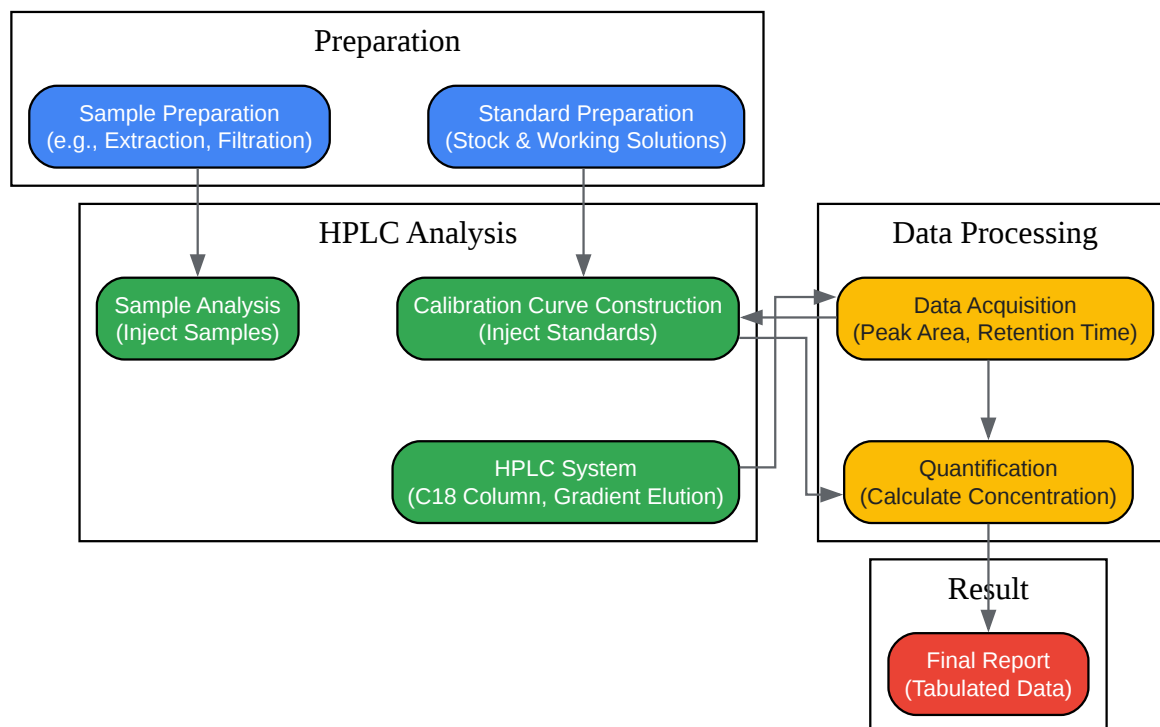 Preparation
Sample Preparation
(e.g., Extraction, Filtration)
Standard Preparation
(Stock & Working Solutions)
HPLC Analysis
Sample Analysis
(Inject Samples)
Calibration Curve Construction
(Inject Standards)
HPLC System
(C18 Column, Gradient Elution)
Data Processing
Data Acquisition
(Peak Area, Retention Time)
Quantification
(Calculate Concentration)
Result
Final Report
(Tabulated Data)